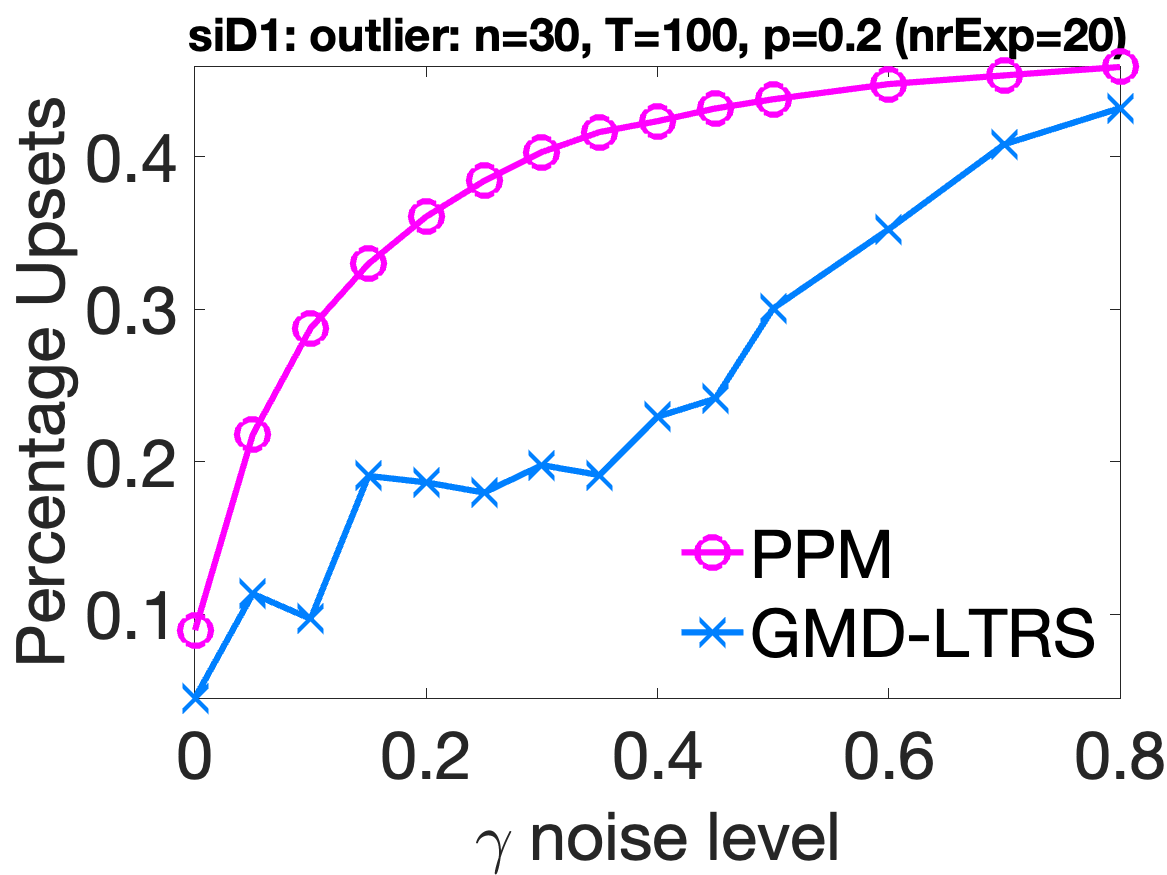 siD1: outlier: n=30, T=100, p=0.2 (nrExp=20)
Percentage Upsets
0.4
0.3
0.2
0.1
PPM
GMD-LTRS
0 0.2 0.4 0.6 0.8
γ noise level